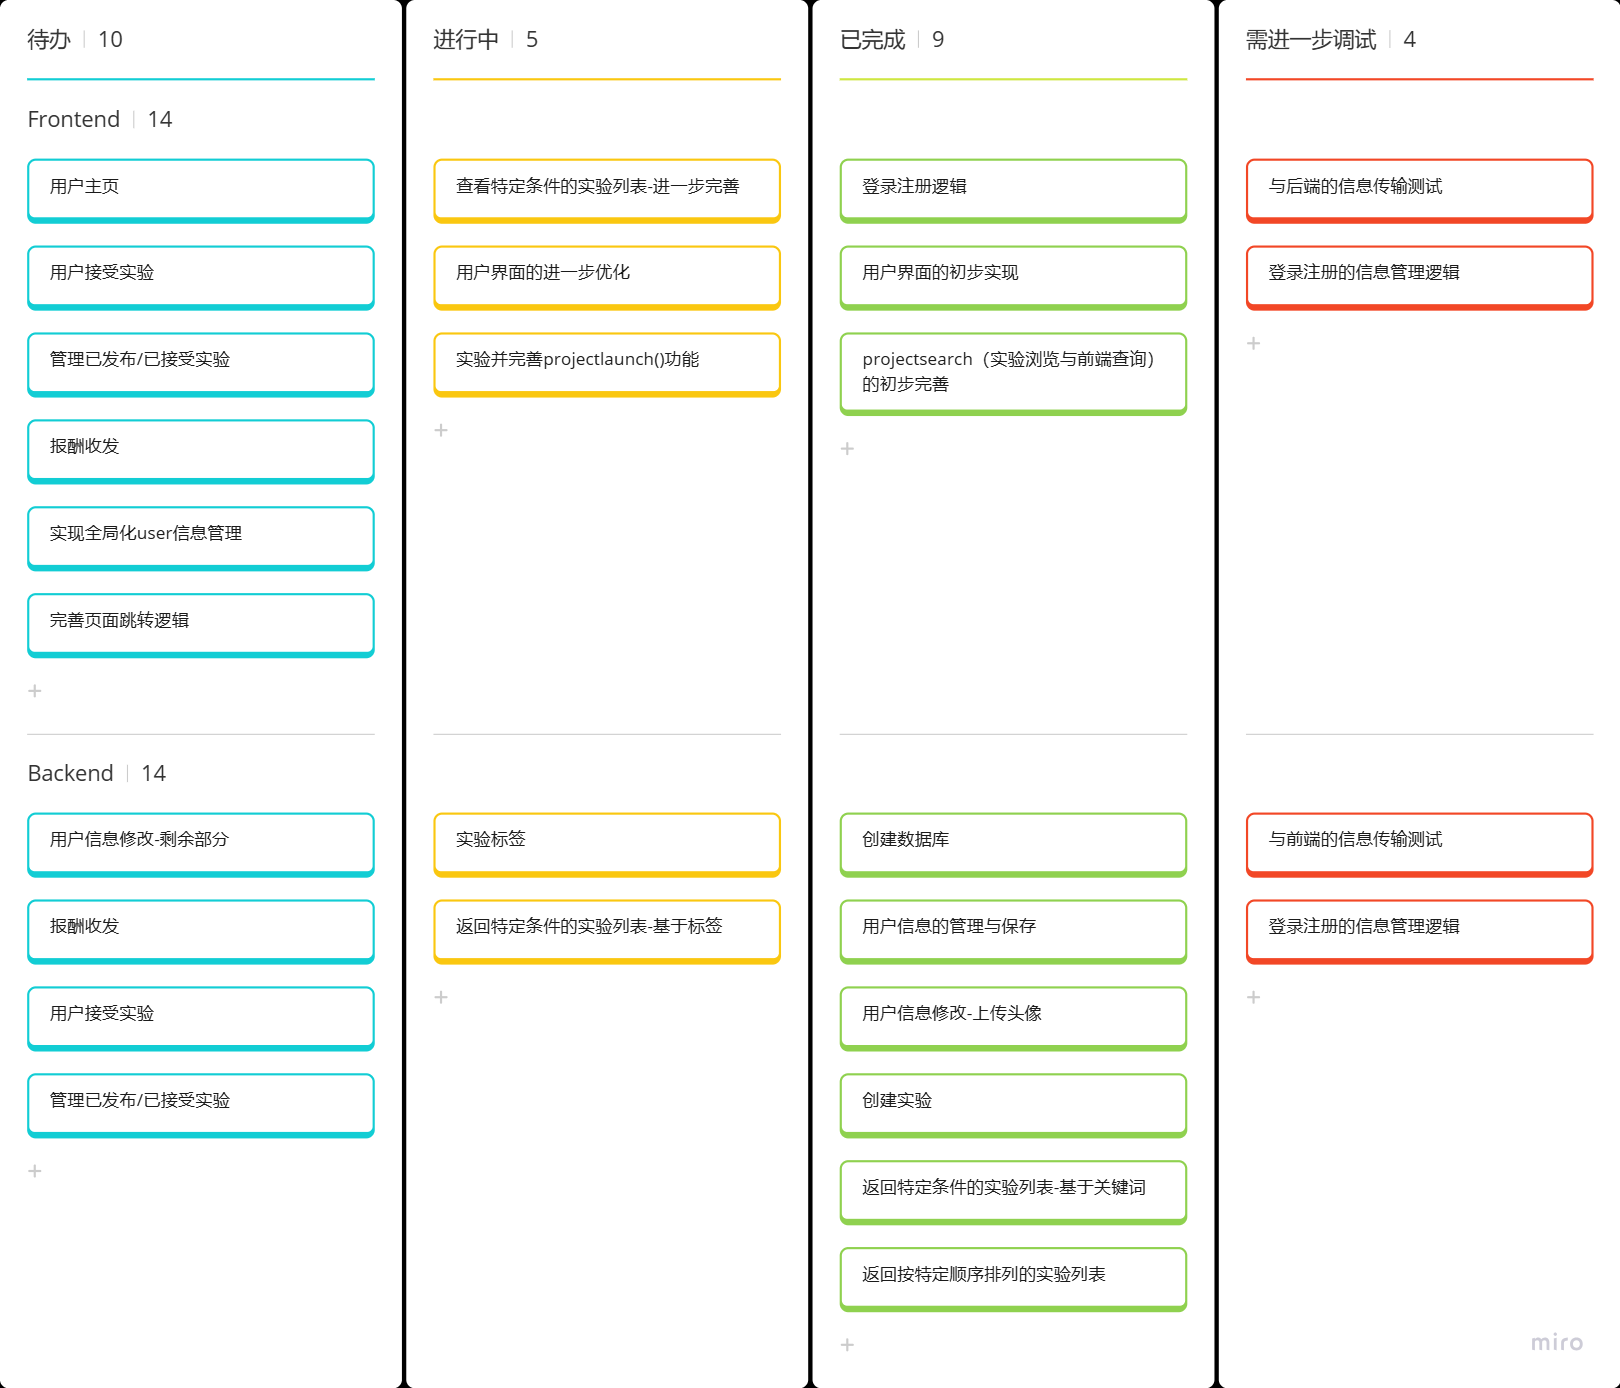 待办 10
进行中 5
已完成 9
需进一步调试 4
Frontend 14
用户主页
用户接受实验
管理已发布/已接受实验
报酬收发
实现全局化user信息管理
完善页面跳转逻辑
查看特定条件的实验列表-进一步完善
用户界面的进一步优化
实验并完善projectlaunch()功能
登录注册逻辑
用户界面的初步实现
projectsearch（实验浏览与前端查询）
的初步完善
与后端的信息传输测试
登录注册的信息管理逻辑
Backend 14
用户信息修改-剩余部分
报酬收发
用户接受实验
管理已发布/已接受实验
实验标签
返回特定条件的实验列表-基于标签
创建数据库
用户信息的管理与保存
用户信息修改-上传头像
创建实验
返回特定条件的实验列表-基于关键词
返回按特定顺序排列的实验列表
与前端的信息传输测试
登录注册的信息管理逻辑
miro